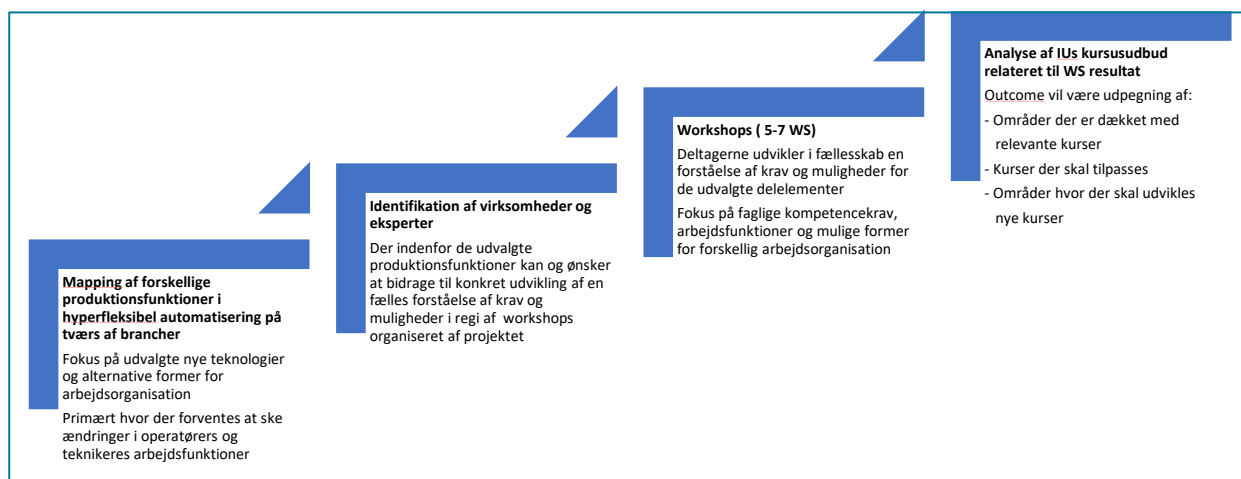 Mapping af forskellige
produktionsfunktioner i
hyperfleksibel automatisering på
tværs af brancher
Fokus på udvalgte nye teknologier
og alternative former for
arbejdsorganisation
Primært hvor der forventes at ske
ændringer i operatørers og
teknikeres arbejdsfunktioner
Identifikation af virksomheder og
eksperter
Der indenfor de udvalgte
produktionsfunktioner kan og ønsker
at bidrage til konkret udvikling af en
fælles forståelse af krav og
muligheder i regi af workshops
organiseret af projektet
Workshops ( 5-7 WS)
Deltagerne udvikler i fællesskab en
forståelse af krav og muligheder for
de udvalgte delelementer
Fokus på faglige kompetencekrav,
arbejdsfunktioner og mulige former
for forskellig arbejdsorganisation
Analyse af IUs kursusudbud
relateret til WS resultat
Outcome vil være udpegning af:
- Områder der er dækket med
relevante kurser
- Kurser der skal tilpasses
- Områder hvor der skal udvikles
nye kurser